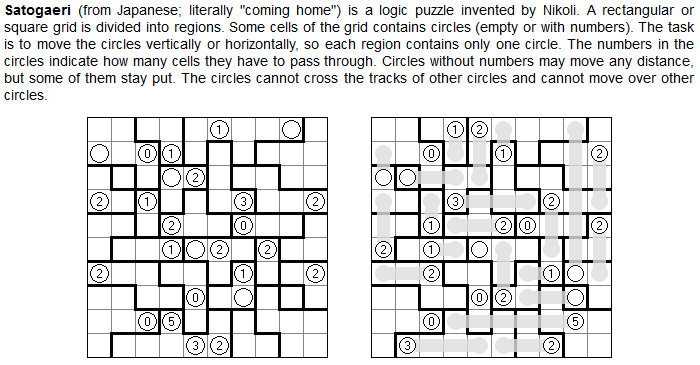 Satogaeri (from Japanese; literally "coming home") is a logic puzzle invented by Nikoli. A rectangular or
square grid is divided into regions. Some cells of the grid contains circles (empty or with numbers). The task
is to move the circles vertically or horizontally, so each region contains only one circle. The numbers in the
circles indicate how many cells they have to pass through. Circles without numbers may move any distance,
but some of them stay put. The circles cannot cross the tracks of other circles and cannot move over other
circles.
1
0 1
2
2 1 3 2
2 0
1 2 2
2 1 2
0
0 5
3 2
1 2
0 1 2
3 2
1 2 0 2
2 1
2 1
0 2
0 5
3 2